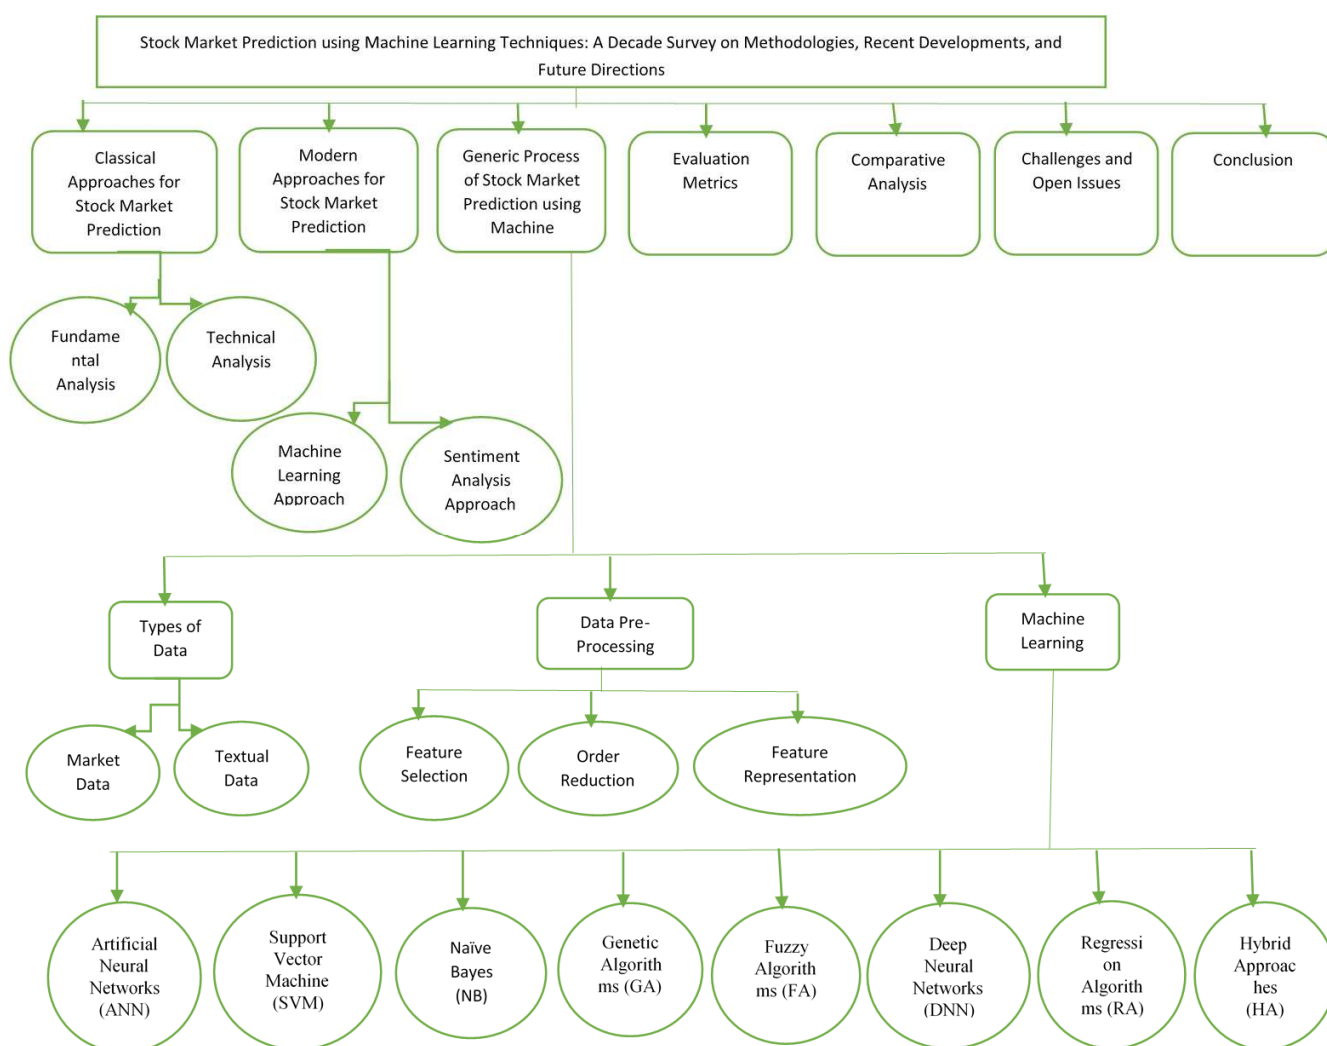 Stock Market Prediction using Machine Learning Techniques: A Decade Survey on Methodologies, Recent Developments, and
Future Directions
Classical
Approaches for
Stock Market
Prediction
Modern
Approaches for
Stock Market
Prediction
Generic Process
of Stock Market
Prediction using
Machine
Evaluation
Metrics
Comparative
Analysis
Challenges and
Open Issues
Conclusion
Fundame
ntal
Analysis
Technical
Analysis
Machine
Learning
Approach
Sentiment
Analysis
Approach
Types of
Data
Data Pre-
Processing
Machine
Learning
Market
Data
Textual
Data
Feature
Selection
Order
Reduction
Feature
Representation
Artificial
Neural
Networks
(ANN)
Support
Vector
Machine
(SVM)
Naïve
Bayes
(NB)
Genetic
Algorith
ms (GA)
Fuzzy
Algorith
ms (FA)
Deep
Neural
Networks
(DNN)
Regressi
on
Algorith
ms (RA)
Hybrid
Approac
hes
(HA)